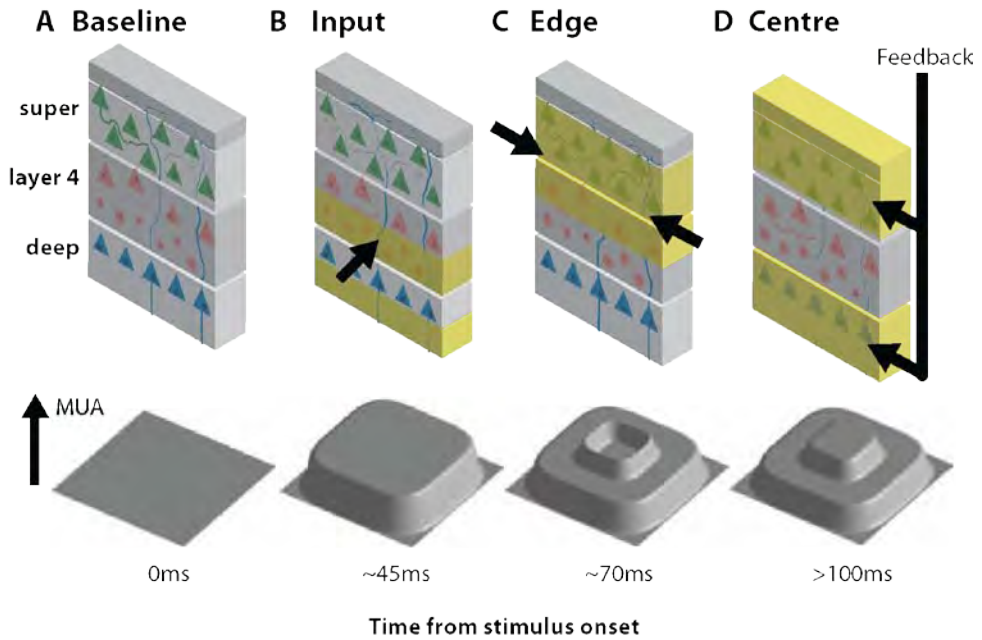 A Baseline
B Input
C Edge
D Centre
Feedback
super
layer 4
deep
MUA
0ms
~45ms
~70ms
>100ms
Time from stimulus onset